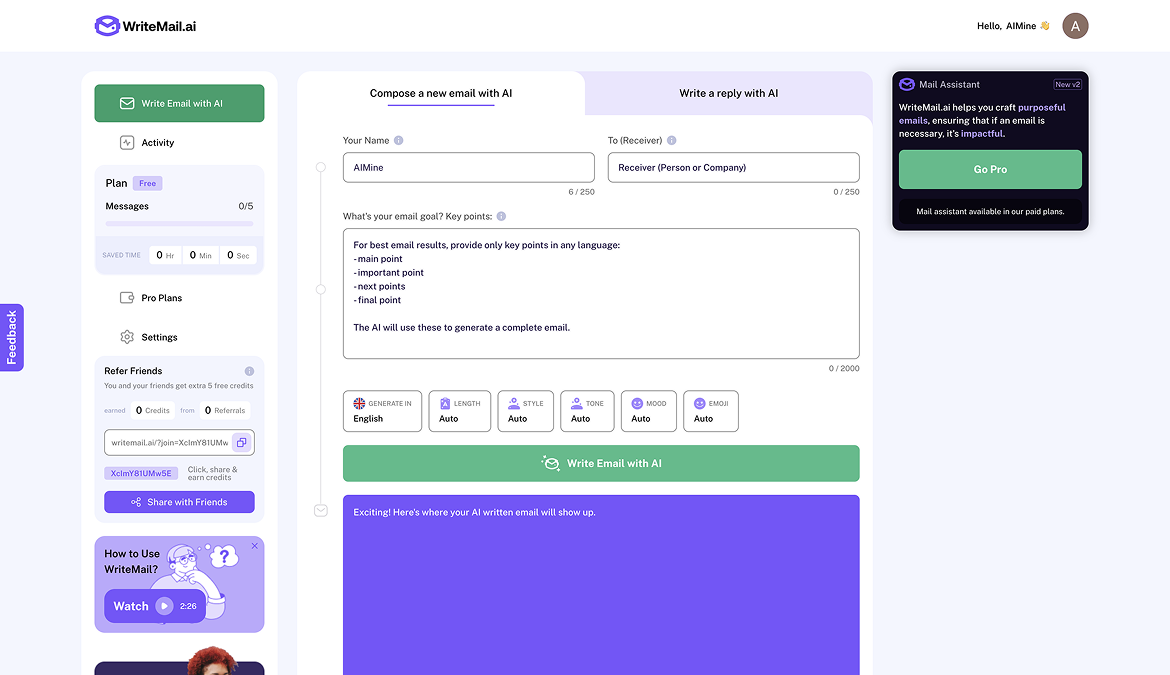 WriteMail.ai
Hello, AIMine 👋
A
Write Email with AI
Activity
Plan Free
Messages 0/5
SAVED TIME 0 Hr 0 Min 0 Sec
Pro Plans
Settings
Refer Friends
You and your friends get extra 5 free credits
earned 0 Credits from 0 Referrals
writemail.ai/?join=XclmY81UMw
XclmY81UMw5E
Click, share &
earn credits
Share with Friends
How to Use
WriteMail?
?
Watch 2:26
Feedback
Compose a new email with AI
Write a reply with AI
Your Name
AIMine
6 / 250
To (Receiver)
Receiver (Person or Company)
0 / 250
What's your email goal? Key points:
For best email results, provide only key points in any language:
- main point
- important point
- next points
- final point
The AI will use these to generate a complete email.
0 / 2000
GENERATE IN
English
LENGTH
Auto
STYLE
Auto
TONE
Auto
MOOD
Auto
EMOJI
Auto
Write Email with AI
Exciting! Here's where your AI written email will show up.
Mail Assistant New v2
WriteMail.ai helps you craft purposeful
emails, ensuring that if an email is
necessary, it's impactful.
Go Pro
Mail assistant available in our paid plans.